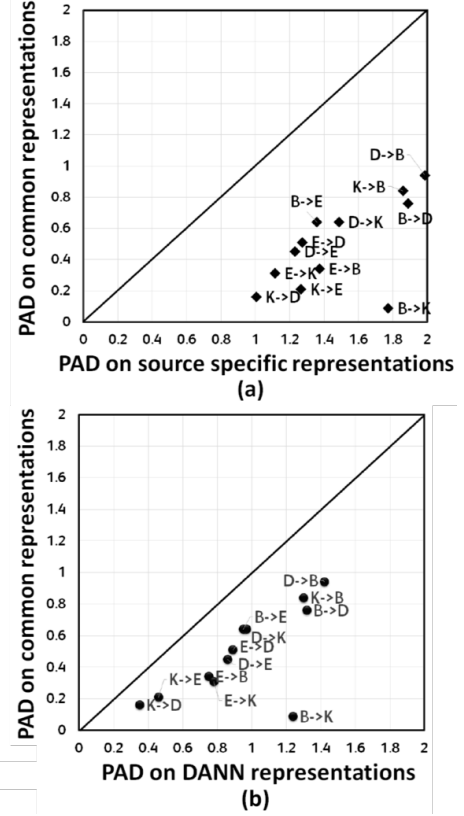 PAD on common representations
2
1.8
1.6
1.4
1.2
1
0.8
0.6
0.4
0.2
0
D->B
K->B
B->D
B->E
D->K
E->D
D->E
E->K
E->B
K->D
K->E
B->K
0 0.2 0.4 0.6 0.8 1 1.2 1.4 1.6 1.8 2
PAD on source specific representations
(a)
PAD on common representations
2
1.8
1.6
1.4
1.2
1
0.8
0.6
0.4
0.2
0
D->B
K->B
B->D
B->E
D->K
E->D
D->E
K->E
E->B
K->D
E->K
B->K
0 0.2 0.4 0.6 0.8 1 1.2 1.4 1.6 1.8 2
PAD on DANN representations
(b)